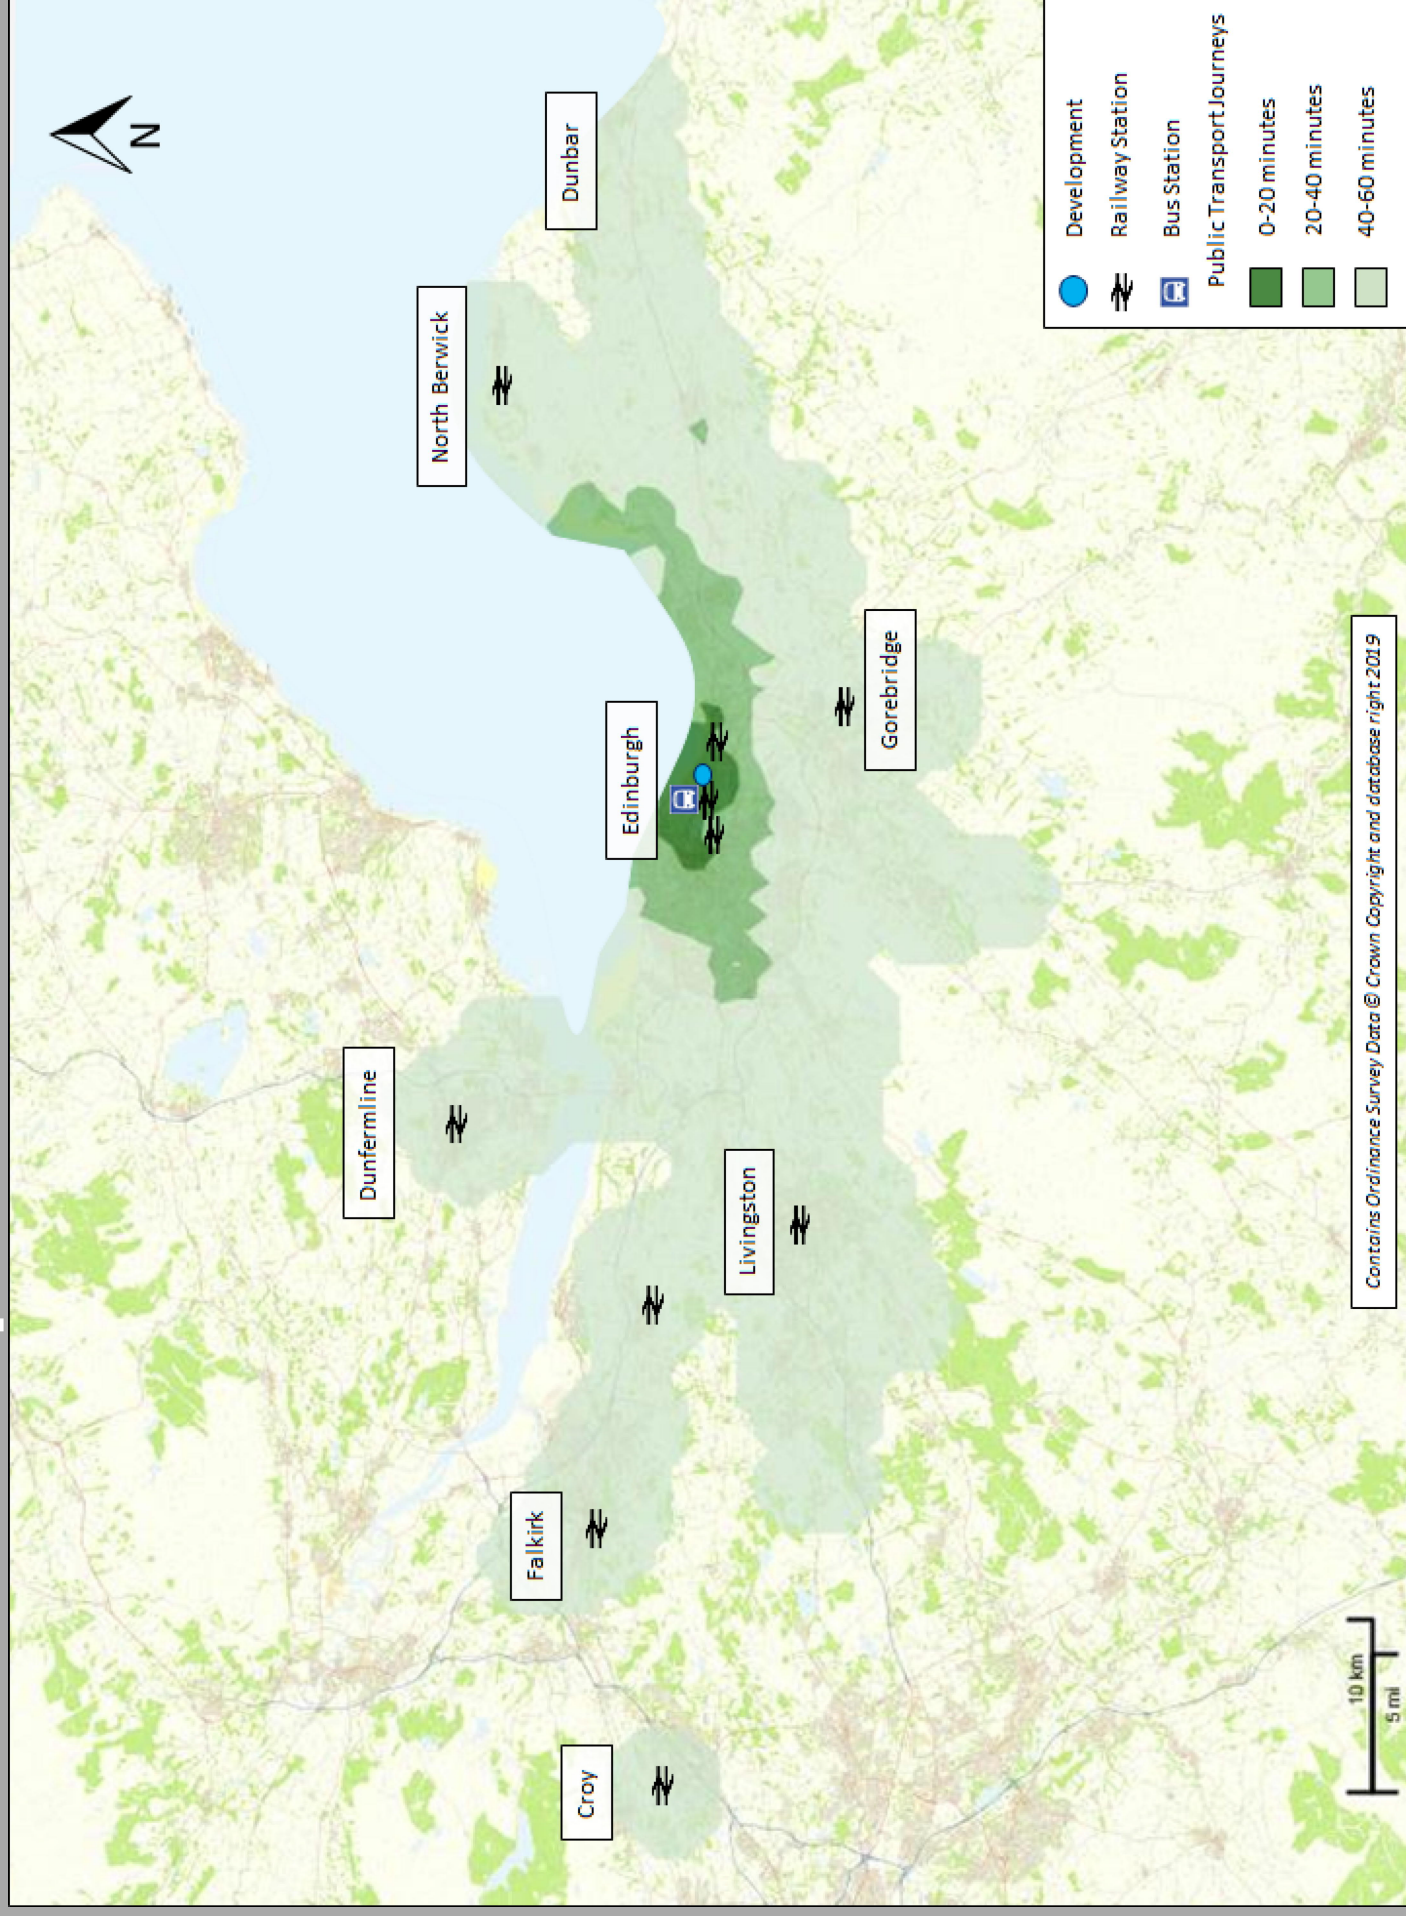 N
Dunbar
North Berwick
Edinburgh
Gorebridge
Dunfermline
Livingston
Falkirk
Croy
Development
Railway Station
Bus Station
Public Transport Journeys
0-20 minutes
20-40 minutes
40-60 minutes
10 km
5 mi
Contains Ordinance Survey Data © Crown Copyright and database right 2019